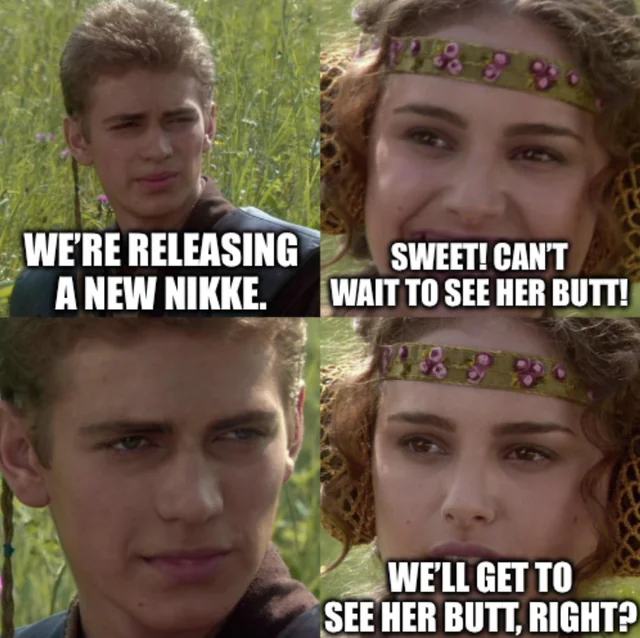 WE'RE RELEASING
A NEW NIKKE.
SWEET! CAN'T
WAIT TO SEE HER BUTT!
WE'LL GET TO
SEE HER BUTT, RIGHT?